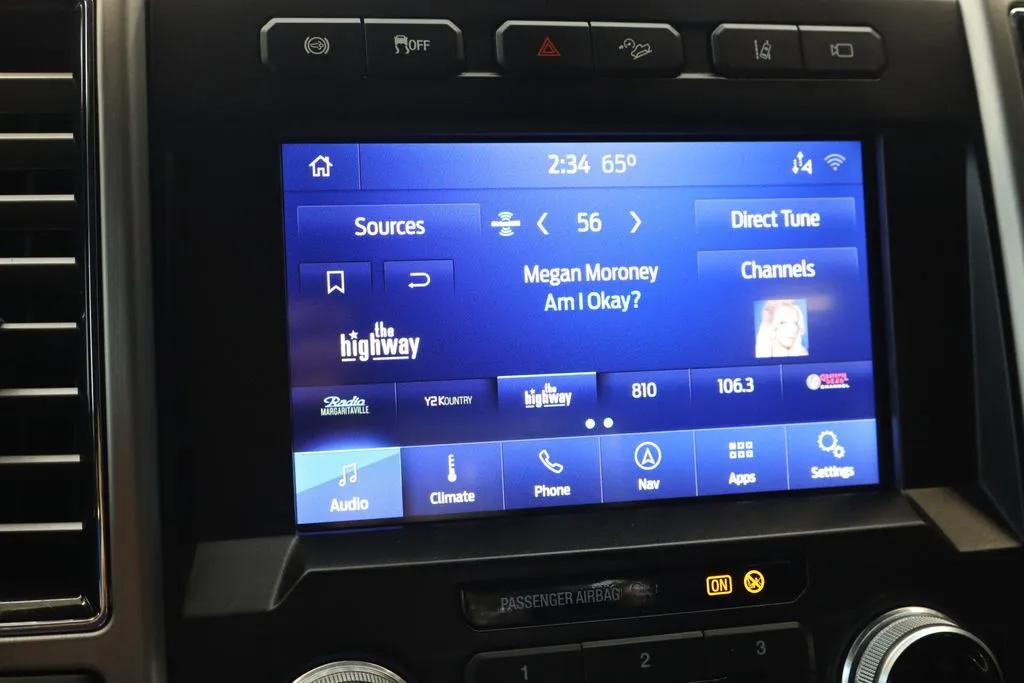 OFF
2:34 65°
Sources
56
Direct Tune
Megan Moroney
Am I Okay?
Channels
the
highway
Radio
MARGARITAVILLE
Y2KOUNTRY
the
highway
810
106.3
CHANNEL
Audio
Climate
Phone
Nav
Apps
Settings
PASSENGER AIRBAG
ON
1
2
3